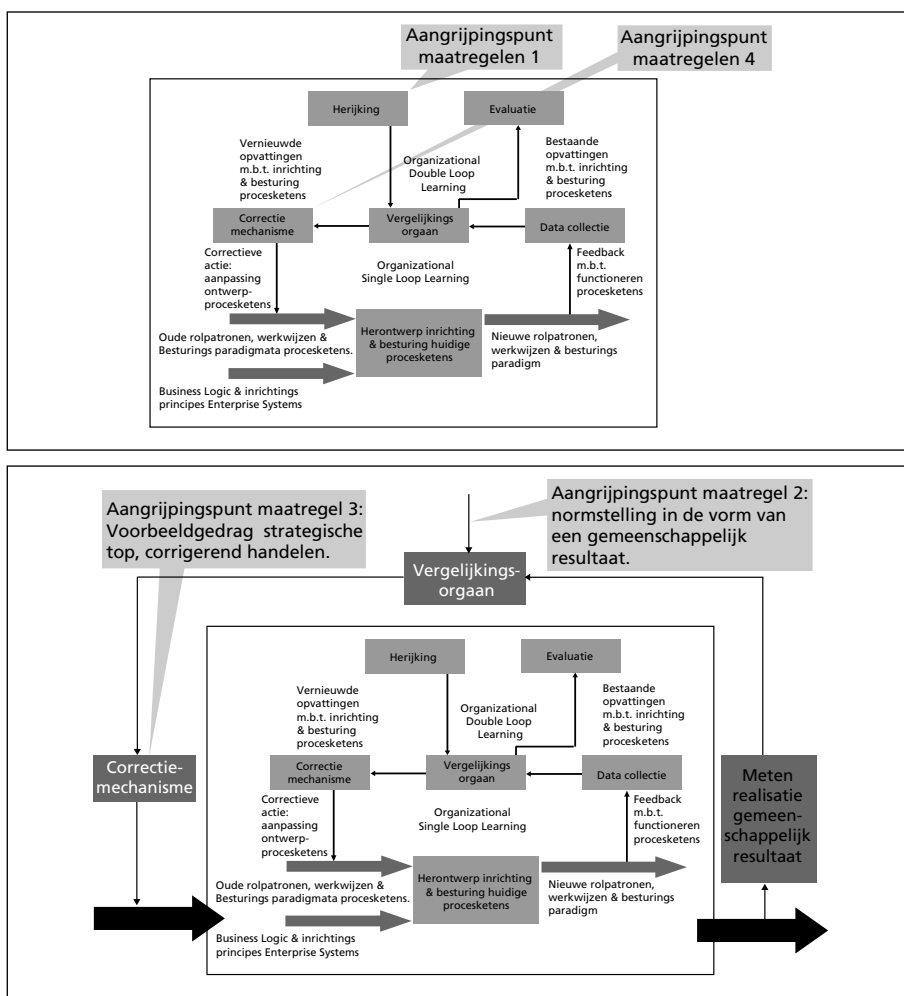 Aangrijpingspunt
maatregelen 1
Aangrijpingspunt
maatregelen 4
Herijking
Evaluatie
Vernieuwde
opvattingen
m.b.t. inrichting
& besturing
procesketens
Organizational
Double Loop
Learning
Bestaande
opvattingen
m.b.t. inrichting
& besturing
procesketens
Correctie
mechanisme
Vergelijkings
orgaan
Data collectie
Correctieve
actie:
aanpassing
ontwerp-
procesketens
Organizational
Single Loop Learning
Feedback
m.b.t.
functioneren
procesketens
Oude rolpatronen, werkwijzen &
Besturings paradigmata procesketens.
Herontwerp inrichting
& besturing huidige
procesketens
Nieuwe rolpatronen,
werkwijzen & besturings
paradigm
Business Logic & inrichtings
principes Enterprise Systems
Aangrijpingspunt maatregel 3:
Voorbeeldgedrag strategische
top, corrigerend handelen.
Aangrijpingspunt maatregel 2:
normstelling in de vorm van
een gemeenschappelijk
resultaat.
Vergelijkings-
orgaan
Herijking
Evaluatie
Vernieuwde
opvattingen
m.b.t. inrichting
& besturing
procesketens
Organizational
Double Loop
Learning
Bestaande
opvattingen
m.b.t. inrichting
& besturing
procesketens
Correctie-
mechanisme
Correctie
mechanisme
Vergelijkings
orgaan
Data collectie
Meten
realisatie
gemeen-
schappelijk
resultaat
Correctieve
actie:
aanpassing
ontwerp-
procesketens
Organizational
Single Loop Learning
Feedback
m.b.t.
functioneren
procesketens
Oude rolpatronen, werkwijzen &
Besturings paradigmata procesketens.
Herontwerp inrichting
& besturing huidige
procesketens
Nieuwe rolpatronen,
werkwijzen & besturings
paradigm
Business Logic & inrichtings
principes Enterprise Systems